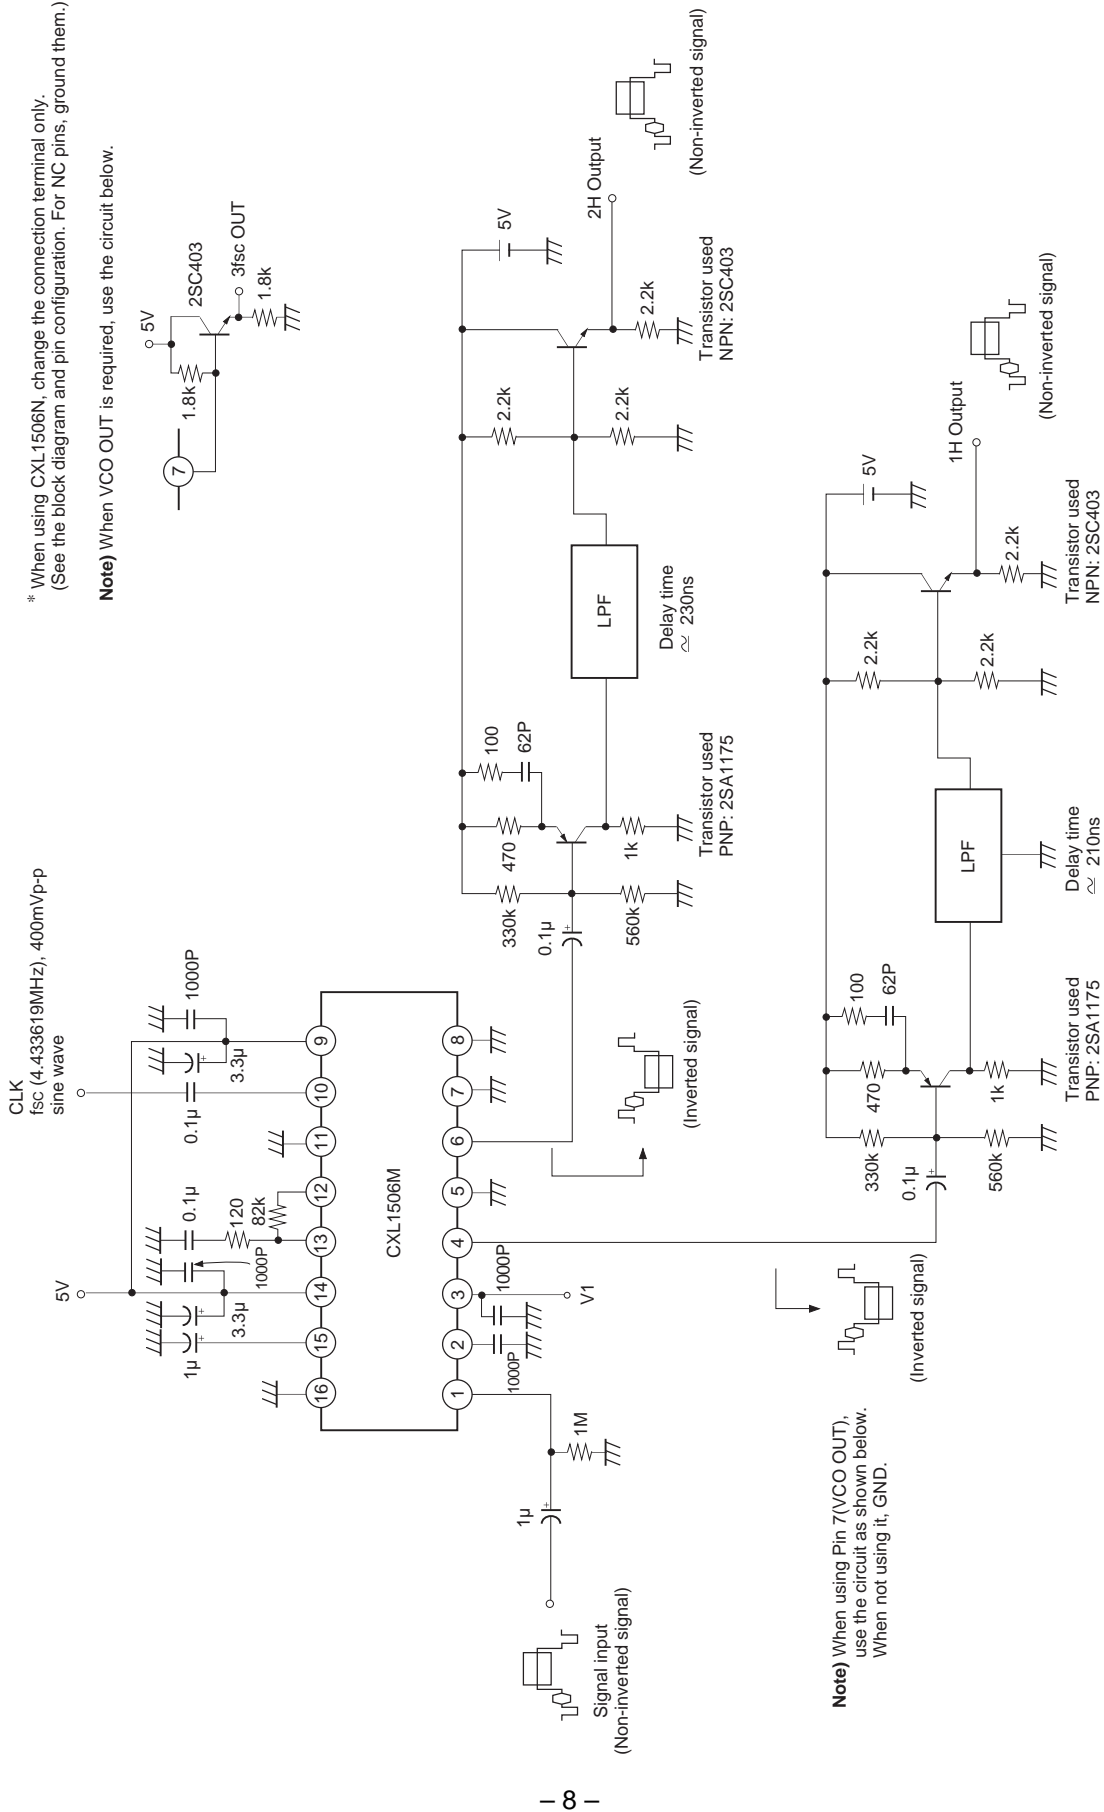 * When using CXL1506N, change the connection terminal only.
(See the block diagram and pin configuration. For NC pins, ground them.)
Note) When VCO OUT is required, use the circuit below.
5V
2SC403
3fsc OUT
1.8k
1.8k
7
CLK
fsc (4.433619MHz), 400mVp-p
sine wave
5V
1µ
3.3µ
1000P
0.1µ
120
82k
0.1µ
3.3µ
1000P
16
15
14
13
12
11
10
9
CXL1506M
1
2
3
4
5
6
7
8
1000P
1000P
V1
Signal input
(Non-inverted signal)
1µ
1M
(Inverted signal)
0.1µ
330k
560k
470
1k
100
62P
Transistor used
PNP: 2SA1175
LPF
Delay time
≃ 230ns
2.2k
2.2k
2.2k
Transistor used
NPN: 2SC403
5V
2H Output
(Non-inverted signal)
(Inverted signal)
0.1µ
330k
560k
470
1k
100
62P
Transistor used
PNP: 2SA1175
LPF
Delay time
≃ 210ns
2.2k
2.2k
2.2k
Transistor used
NPN: 2SC403
5V
1H Output
(Non-inverted signal)
Note) When using Pin 7(VCO OUT),
use the circuit as shown below.
When not using it, GND.
– 8 –